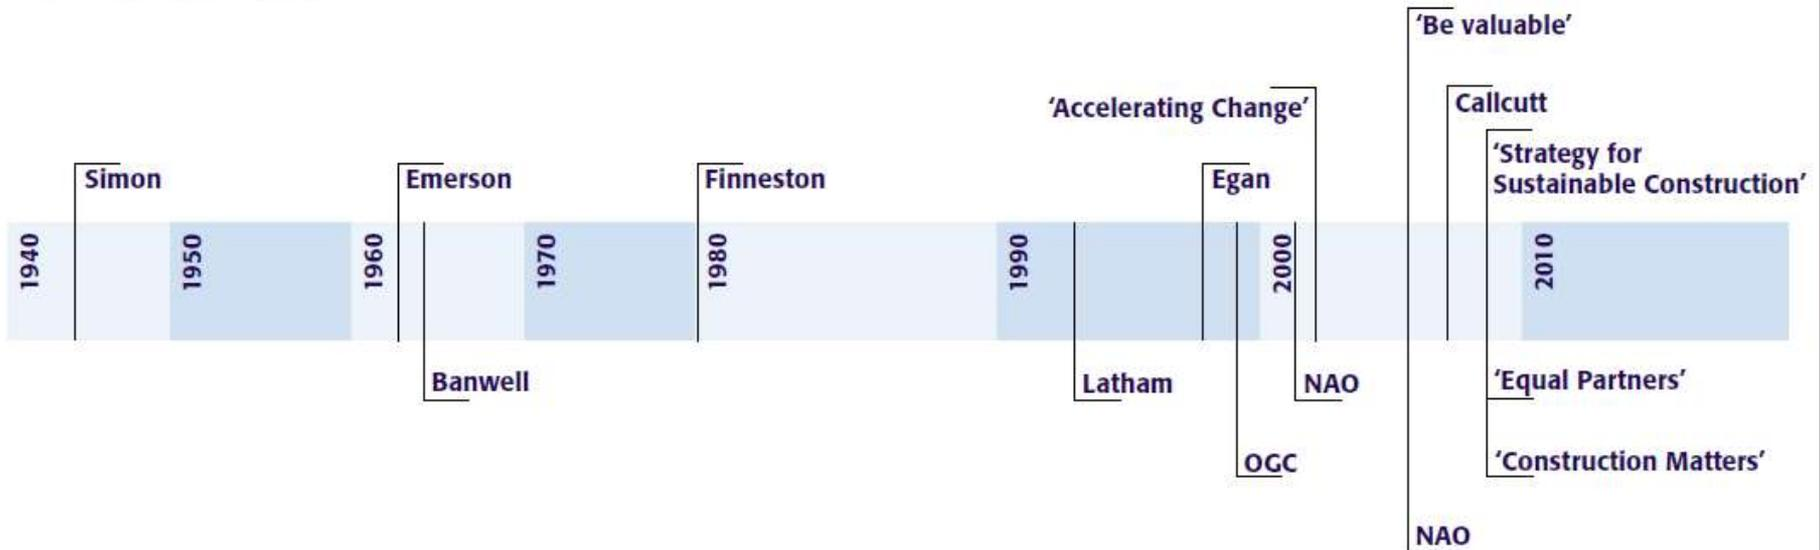 ‘Be valuable’
‘Accelerating Change’
Callcutt
‘Strategy for
Sustainable Construction’
Simon
Emerson
Finneston
Egan
1940
1950
1960
1970
1980
1990
2000
2010
Banwell
Latham
NAO
‘Equal Partners’
OGC
‘Construction Matters’
NAO